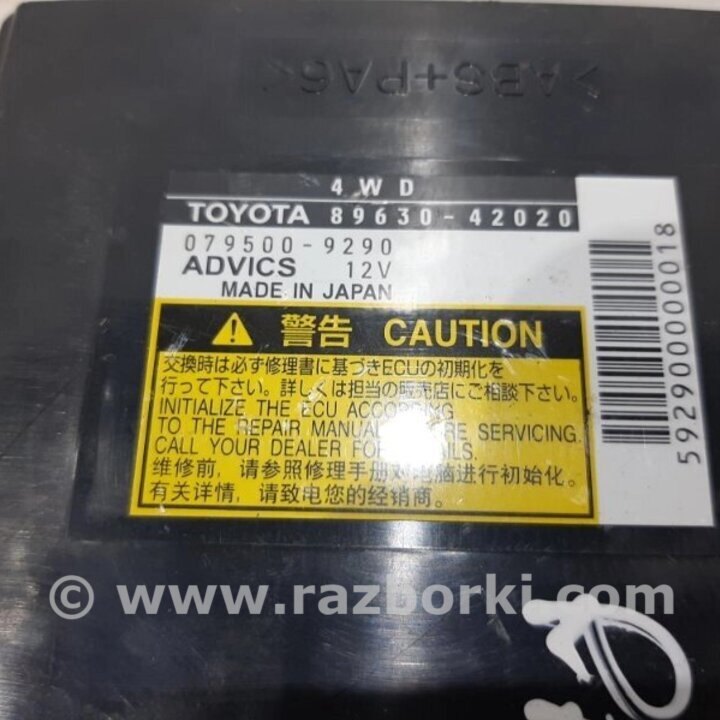 >ABS+PA6<
4WD
TOYOTA 89630-42020
079500-9290
ADVICS 12V
MADE IN JAPAN
警告 CAUTION
交換時は必ず修理書に基づきECUの初期化を
行って下さい。詳しくは担当の販売店にご相談下さい。
INITIALIZE THE ECU ACCORDING
TO THE REPAIR MANUAL BEFORE SERVICING.
CALL YOUR DEALER FOR DETAILS.
维修前，请参照修理手册对电脑进行初始化。
有关详情，请致电您的经销商。
5929000000018
© www.razborki.com